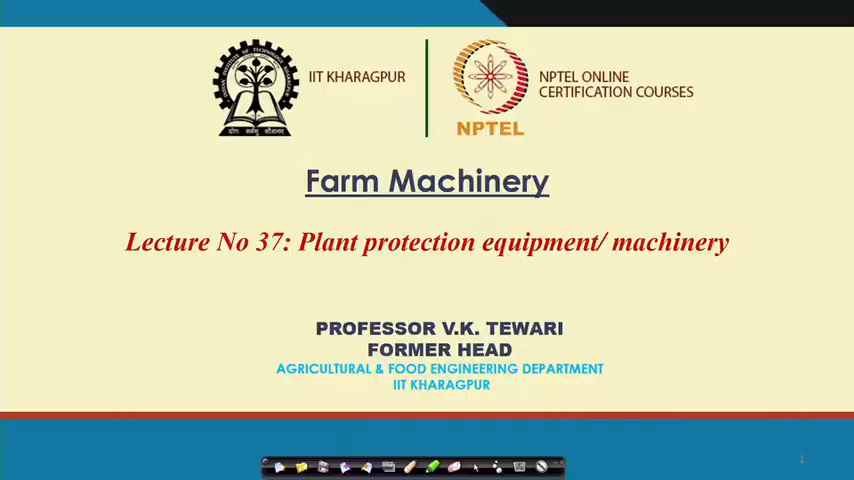 IIT KHARAGPUR
NPTEL ONLINE
CERTIFICATION COURSES
NPTEL
Farm Machinery
Lecture No 37: Plant protection equipment/ machinery
PROFESSOR V.K. TEWARI
FORMER HEAD
AGRICULTURAL & FOOD ENGINEERING DEPARTMENT
IIT KHARAGPUR
1